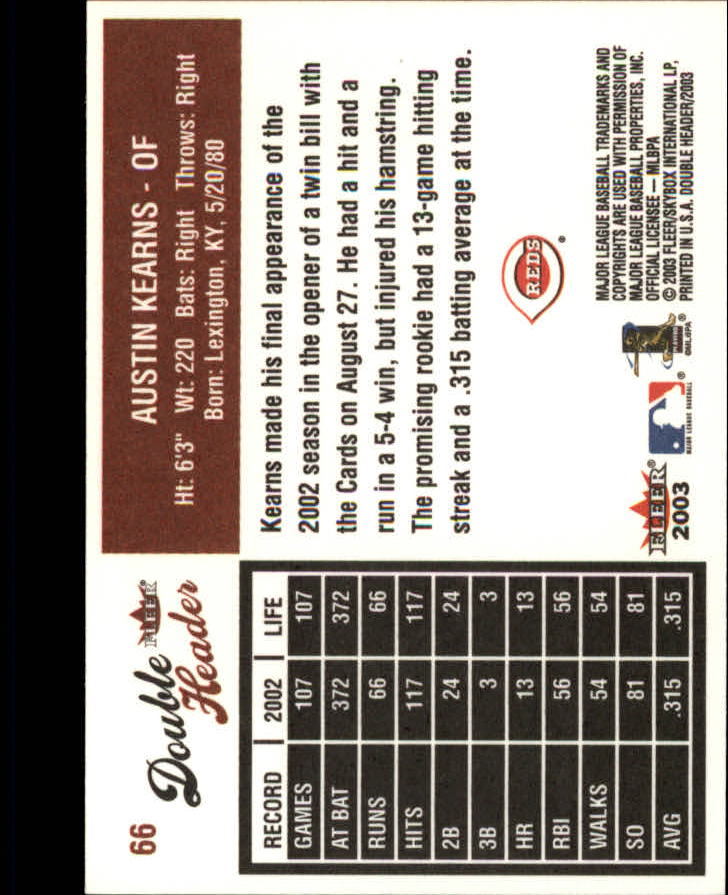 66
Double
Header
FLEER
AUSTIN KEARNS - OF
Ht: 6'3" Wt: 220 Bats: Right Throws: Right
Born: Lexington, KY, 5/20/80
RECORD 2002 LIFE
GAMES 107 107
AT BAT 372 372
RUNS 66 66
HITS 117 117
2B 24 24
3B 3 3
HR 13 13
RBI 56 56
WALKS 54 54
SO 81 81
AVG .315 .315
Kearns made his final appearance of the
2002 season in the opener of a twin bill with
the Cards on August 27. He had a hit and a
run in a 5-4 win, but injured his hamstring.
The promising rookie had a 13-game hitting
streak and a .315 batting average at the time.
REDS
®
FLEER®
2003
MAJOR LEAGUE BASEBALL
®
®
©MLBPA
MAJOR LEAGUE BASEBALL TRADEMARKS AND
COPYRIGHTS ARE USED WITH PERMISSION OF
MAJOR LEAGUE BASEBALL PROPERTIES, INC.
OFFICIAL LICENSEE — MLBPA
© 2003 FLEER/SKYBOX INTERNATIONAL LP,
PRINTED IN U.S.A. DOUBLE HEADER/2003